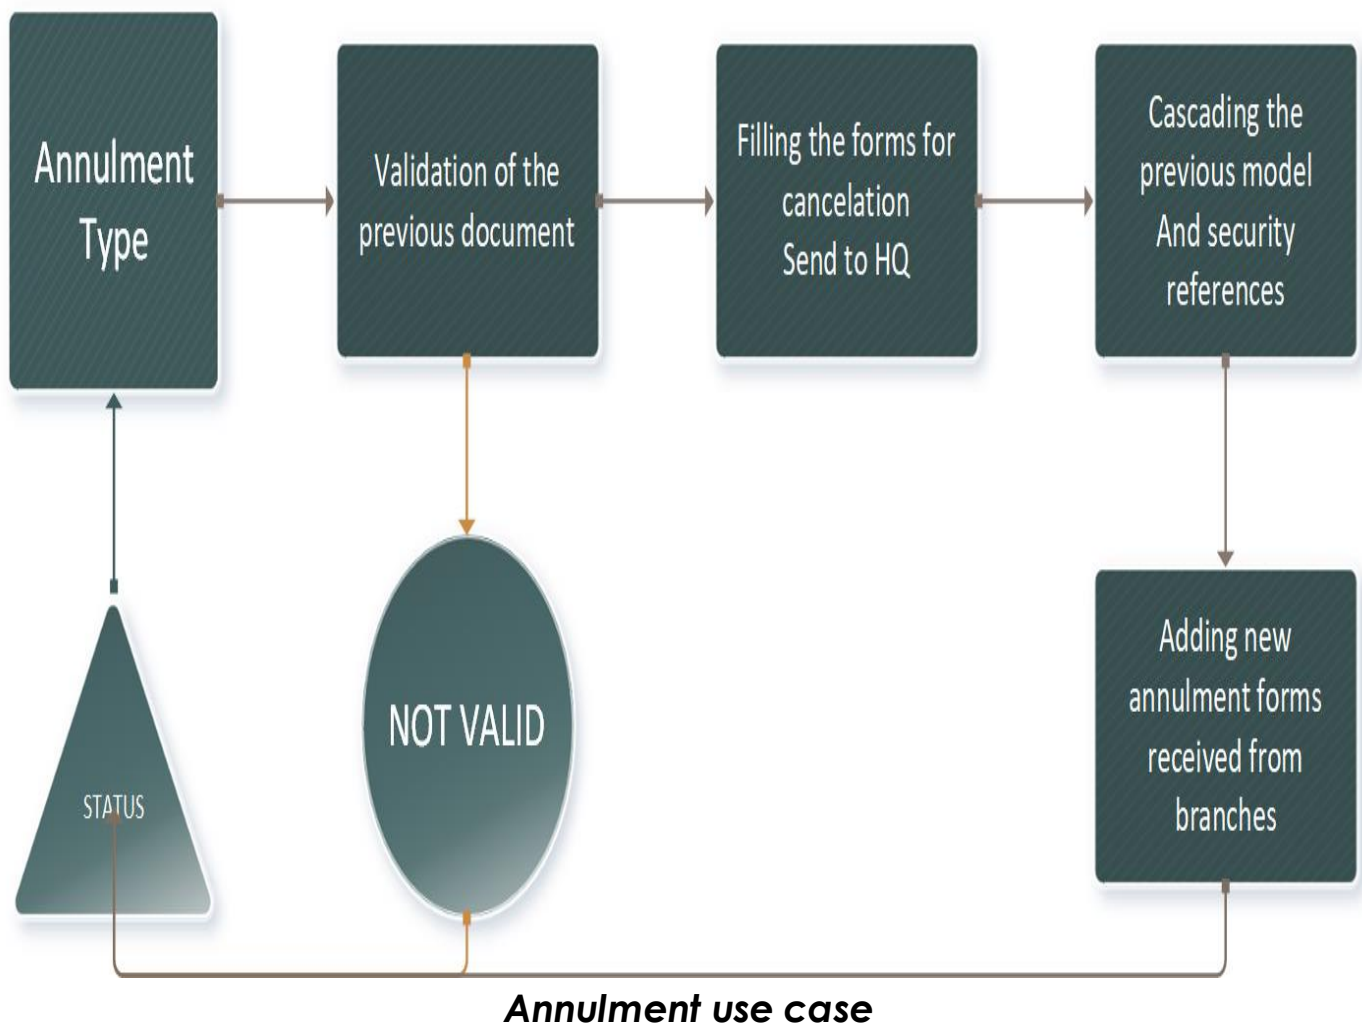 Annulment
Type
Validation of the
previous document
Filling the forms for
cancelation
Send to HQ
Cascading the
previous model
And security
references
STATUS
NOT VALID
Adding new
annulment forms
received from
branches
Annulment use case